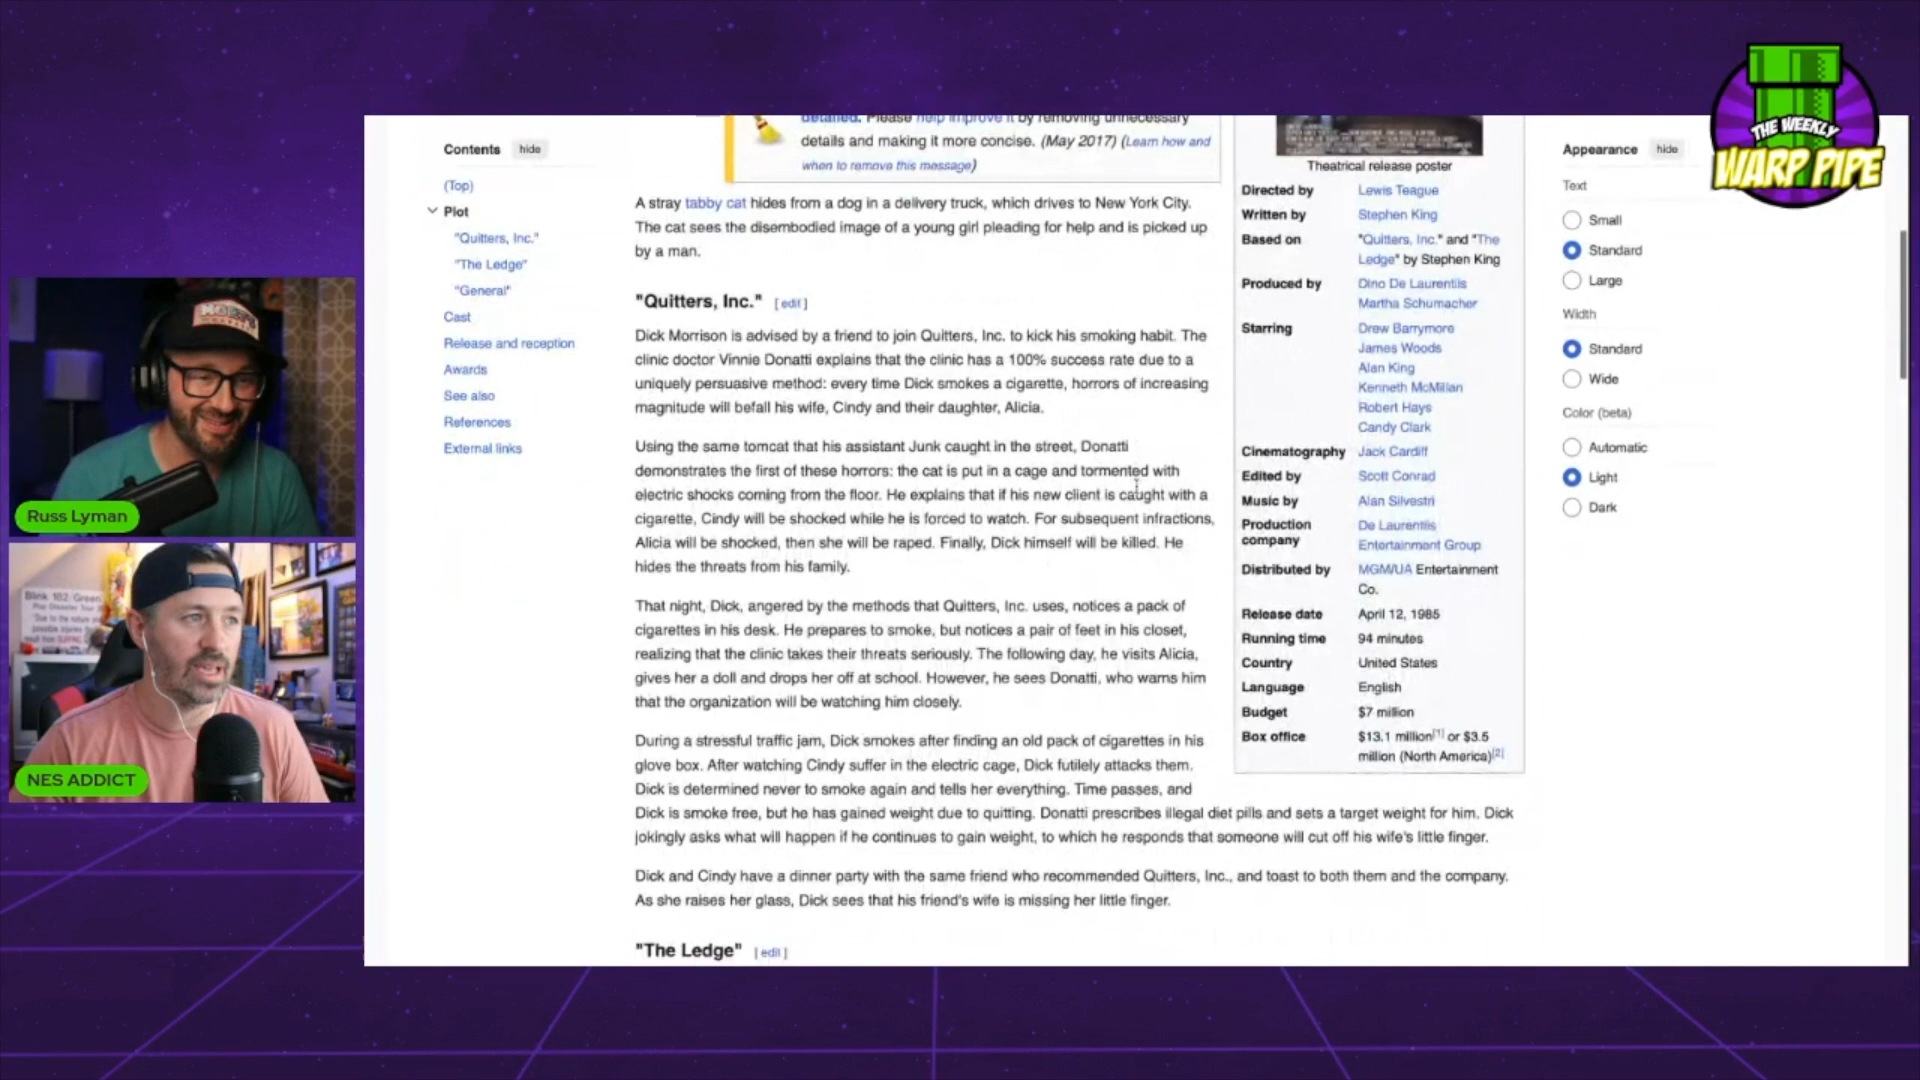 THE WEEKLY
WARP PIPE
Contents hide
(Top)
Plot
"Quitters, Inc."
"The Ledge"
"General"
Cast
Release and reception
Awards
See also
References
External links
detailed. Please help improve it by removing unnecessary
details and making it more concise. (May 2017) (Learn how and
when to remove this message)
A stray tabby cat hides from a dog in a delivery truck, which drives to New York City.
The cat sees the disembodied image of a young girl pleading for help and is picked up
by a man.
"Quitters, Inc." [ edit ]
Dick Morrison is advised by a friend to join Quitters, Inc. to kick his smoking habit. The
clinic doctor Vinnie Donatti explains that the clinic has a 100% success rate due to a
uniquely persuasive method: every time Dick smokes a cigarette, horrors of increasing
magnitude will befall his wife, Cindy and their daughter, Alicia.
Using the same tomcat that his assistant Junk caught in the street, Donatti
demonstrates the first of these horrors: the cat is put in a cage and tormented with
electric shocks coming from the floor. He explains that if his new client is caught with a
cigarette, Cindy will be shocked while he is forced to watch. For subsequent infractions,
Alicia will be shocked, then she will be raped. Finally, Dick himself will be killed. He
hides the threats from his family.
That night, Dick, angered by the methods that Quitters, Inc. uses, notices a pack of
cigarettes in his desk. He prepares to smoke, but notices a pair of feet in his closet,
realizing that the clinic takes their threats seriously. The following day, he visits Alicia,
gives her a doll and drops her off at school. However, he sees Donatti, who warns him
that the organization will be watching him closely.
During a stressful traffic jam, Dick smokes after finding an old pack of cigarettes in his
glove box. After watching Cindy suffer in the electric cage, Dick futilely attacks them.
Dick is determined never to smoke again and tells her everything. Time passes, and
Dick is smoke free, but he has gained weight due to quitting. Donatti prescribes illegal diet pills and sets a target weight for him. Dick
jokingly asks what will happen if he continues to gain weight, to which he responds that someone will cut off his wife's little finger.
Dick and Cindy have a dinner party with the same friend who recommended Quitters, Inc., and toast to both them and the company.
As she raises her glass, Dick sees that his friend's wife is missing her little finger.
"The Ledge" [ edit ]
Theatrical release poster
Directed by Lewis Teague
Written by Stephen King
Based on "Quitters, Inc." and "The
Ledge" by Stephen King
Produced by Dino De Laurentiis
Martha Schumacher
Starring Drew Barrymore
James Woods
Alan King
Kenneth McMillan
Robert Hays
Candy Clark
Cinematography Jack Cardiff
Edited by Scott Conrad
Music by Alan Silvestri
Production De Laurentiis
company Entertainment Group
Distributed by MGM/UA Entertainment
Co.
Release date April 12, 1985
Running time 94 minutes
Country United States
Language English
Budget $7 million
Box office $13.1 million[1] or $3.5
million (North America)[2]
Appearance hide
Text
Small
Standard
Large
Width
Standard
Wide
Color (beta)
Automatic
Light
Dark
Russ Lyman
Blink 182/Green
NES ADDICT